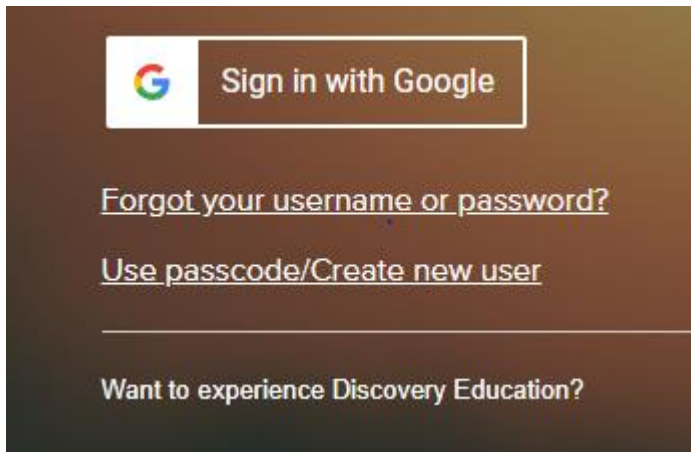 Sign in with Google
Forgot your username or password?
Use passcode/Create new user
Want to experience Discovery Education?